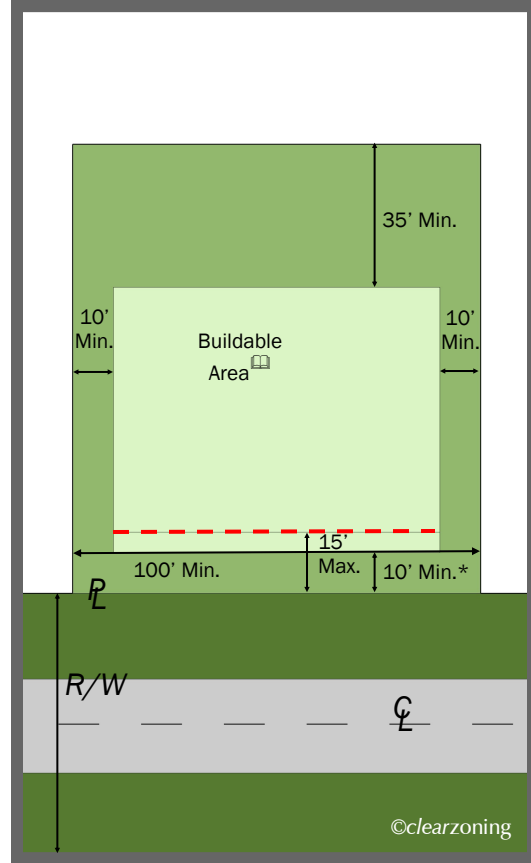 35’ Min.
10’
Min.
10’
Min.
Buildable
Area
15’
Max.
100’ Min.
10’ Min.*
PL
R/W
CL
©clearzoning